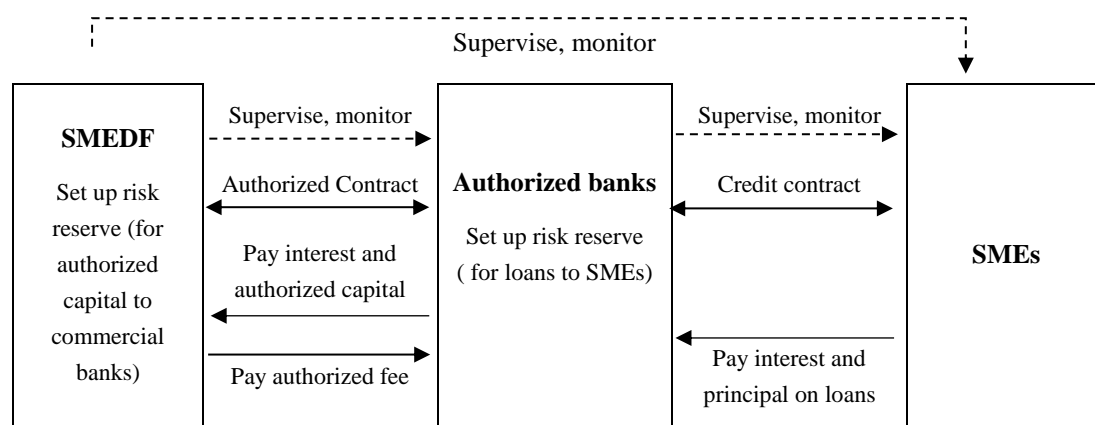 Supervise, monitor
SMEDF
Set up risk
reserve (for
authorized
capital to
commercial
banks)
Supervise, monitor
Authorized Contract
Pay interest and
authorized capital
Pay authorized fee
Authorized banks
Set up risk reserve
( for loans to SMEs)
Supervise, monitor
Credit contract
Pay interest and
principal on loans
SMEs